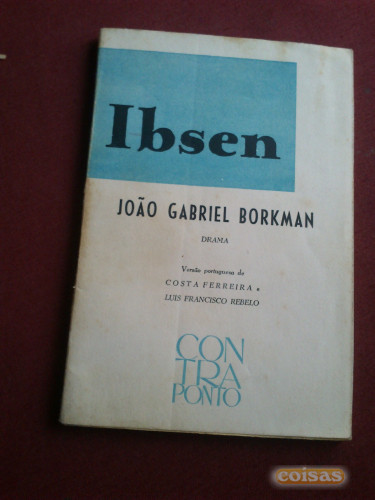 Ibsen
JOÃO GABRIEL BORKMAN
DRAMA
Versão portuguesa de
COSTA FERREIRA e
LUIS FRANCISCO REBELO
CON
TRA
PONTO
coisas